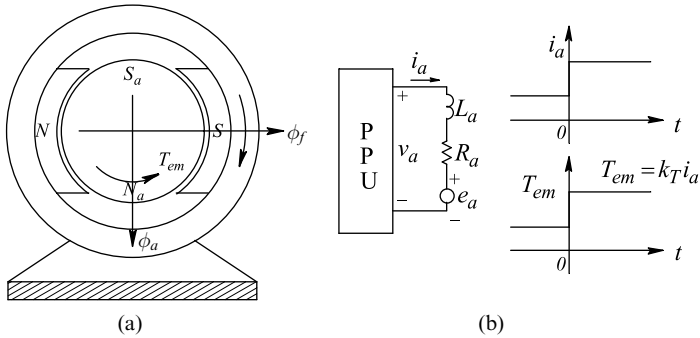 S_a
N
S
ϕ_f
T_em
N_a
ϕ_a
(a)
P
P
U
i_a
+
v_a
−
L_a
R_a
+
e_a
−
i_a
0
t
T_em
T_em = k_T i_a
0
t
(b)